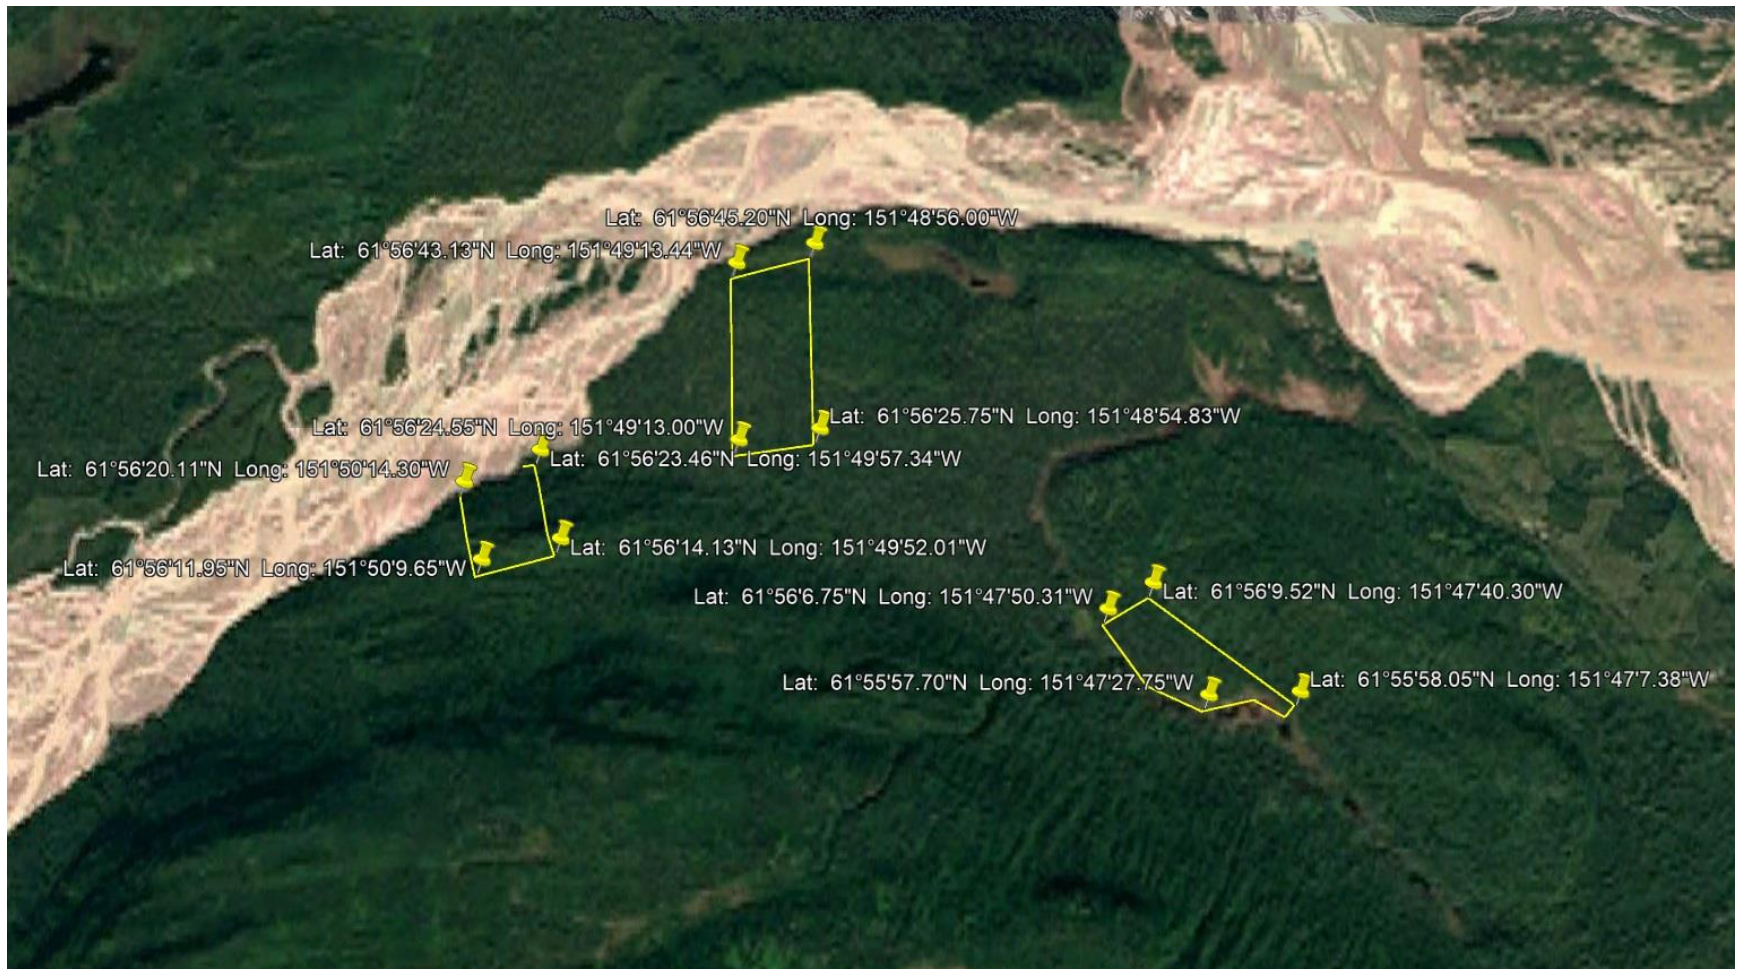 Lat:  61°56'45.20"N  Long: 151°48'56.00"W
Lat:  61°56'43.13"N  Long: 151°49'13.44"W
Lat:  61°56'25.75"N  Long: 151°48'54.83"W
Lat:  61°56'24.55"N  Long: 151°49'13.00"W
Lat:  61°56'23.46"N  Long: 151°49'57.34"W
Lat:  61°56'20.11"N  Long: 151°50'14.30"W
Lat:  61°56'14.13"N  Long: 151°49'52.01"W
Lat:  61°56'11.95"N  Long: 151°50'9.65"W
Lat:  61°56'9.52"N  Long: 151°47'40.30"W
Lat:  61°56'6.75"N  Long: 151°47'50.31"W
Lat:  61°55'58.05"N  Long: 151°47'7.38"W
Lat:  61°55'57.70"N  Long: 151°47'27.75"W